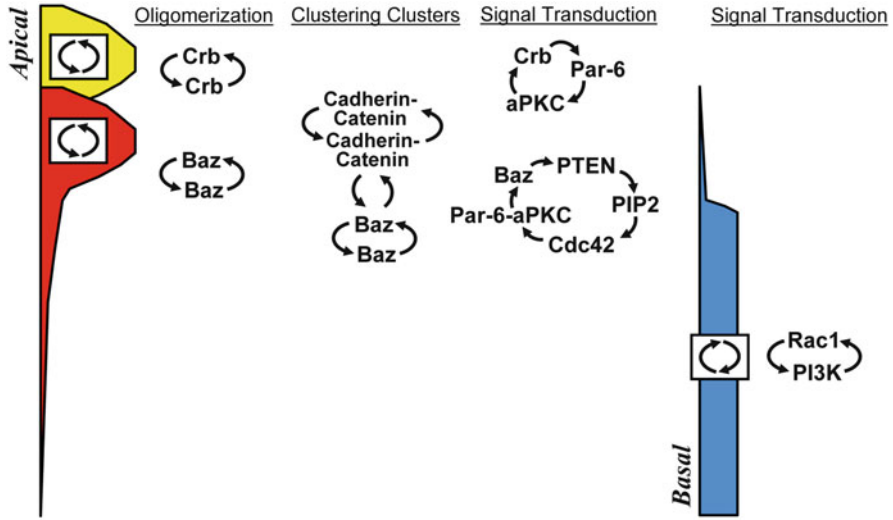 Apical
Oligomerization
Clustering Clusters
Signal Transduction
Signal Transduction
Crb
Crb
Baz
Baz
Cadherin-
Catenin
Cadherin-
Catenin
Baz
Baz
Crb
Par-6
aPKC
Baz
PTEN
PIP2
Cdc42
Par-6-aPKC
Rac1
PI3K
Basal